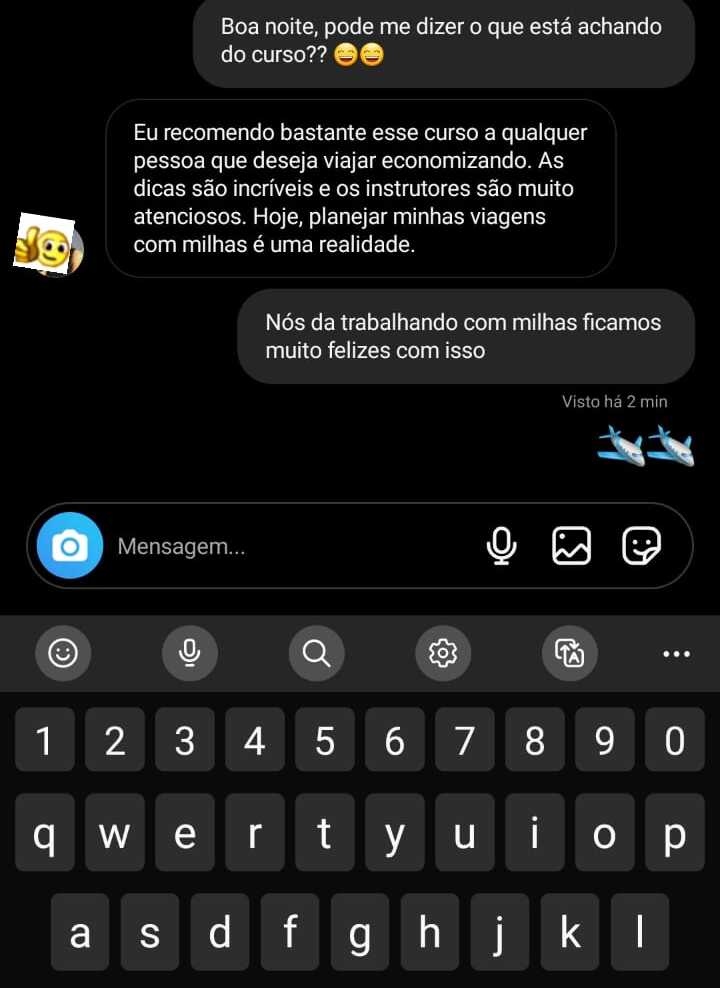 Boa noite, pode me dizer o que está achando
do curso?? 😄😄
Eu recomendo bastante esse curso a qualquer
pessoa que deseja viajar economizando. As
dicas são incríveis e os instrutores são muito
atenciosos. Hoje, planejar minhas viagens
com milhas é uma realidade.
Nós da trabalhando com milhas ficamos
muito felizes com isso
Visto há 2 min
Mensagem...
1 2 3 4 5 6 7 8 9 0
q w e r t y u i o p
a s d f g h j k l